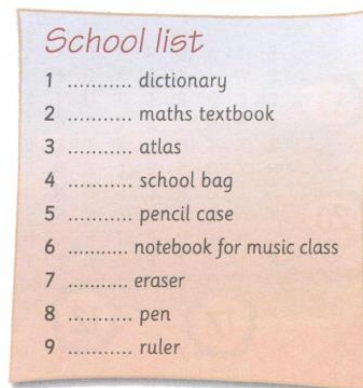 School list
1 ........... dictionary
2 ........... maths textbook
3 ........... atlas
4 ........... school bag
5 ........... pencil case
6 ........... notebook for music class
7 ........... eraser
8 ........... pen
9 ........... ruler